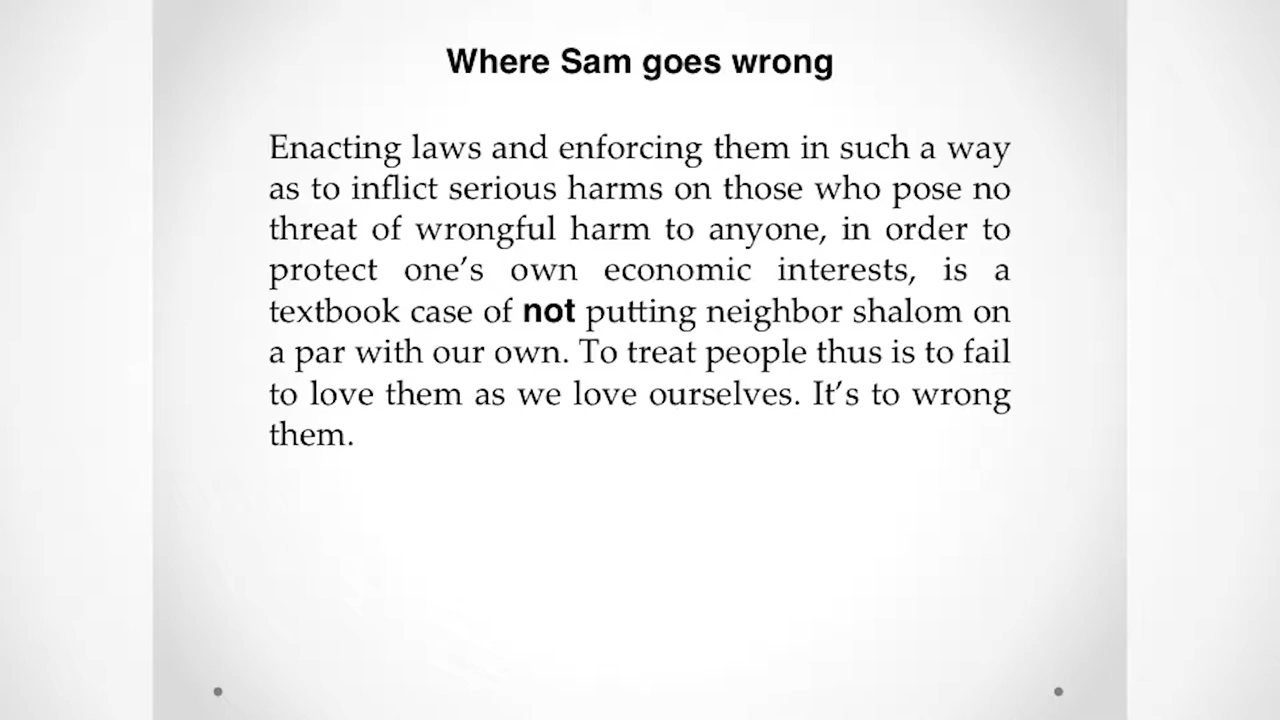 Where Sam goes wrong
Enacting laws and enforcing them in such a way
as to inflict serious harms on those who pose no
threat of wrongful harm to anyone, in order to
protect one’s own economic interests, is a
textbook case of not putting neighbor shalom on
a par with our own. To treat people thus is to fail
to love them as we love ourselves. It’s to wrong
them.